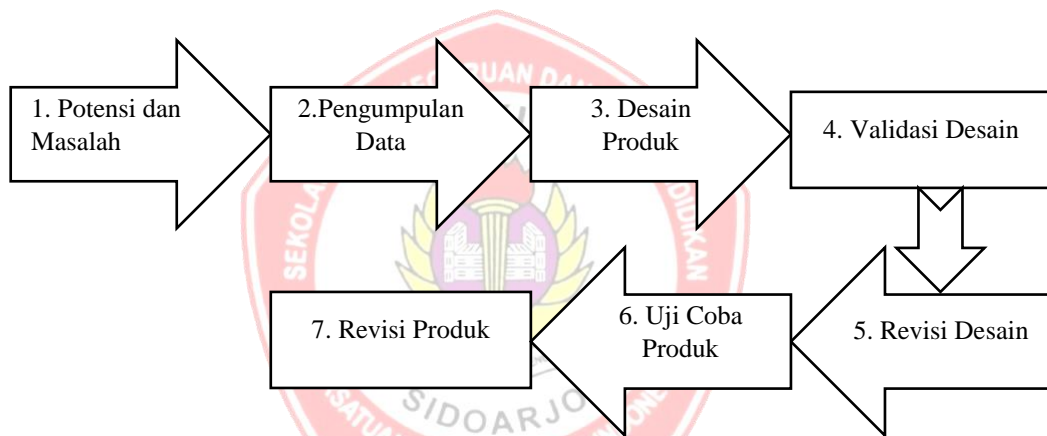 1. Potensi dan
Masalah
2.Pengumpulan
Data
3. Desain
Produk
4. Validasi Desain
5. Revisi Desain
6. Uji Coba
Produk
7. Revisi Produk
SIDOARJO